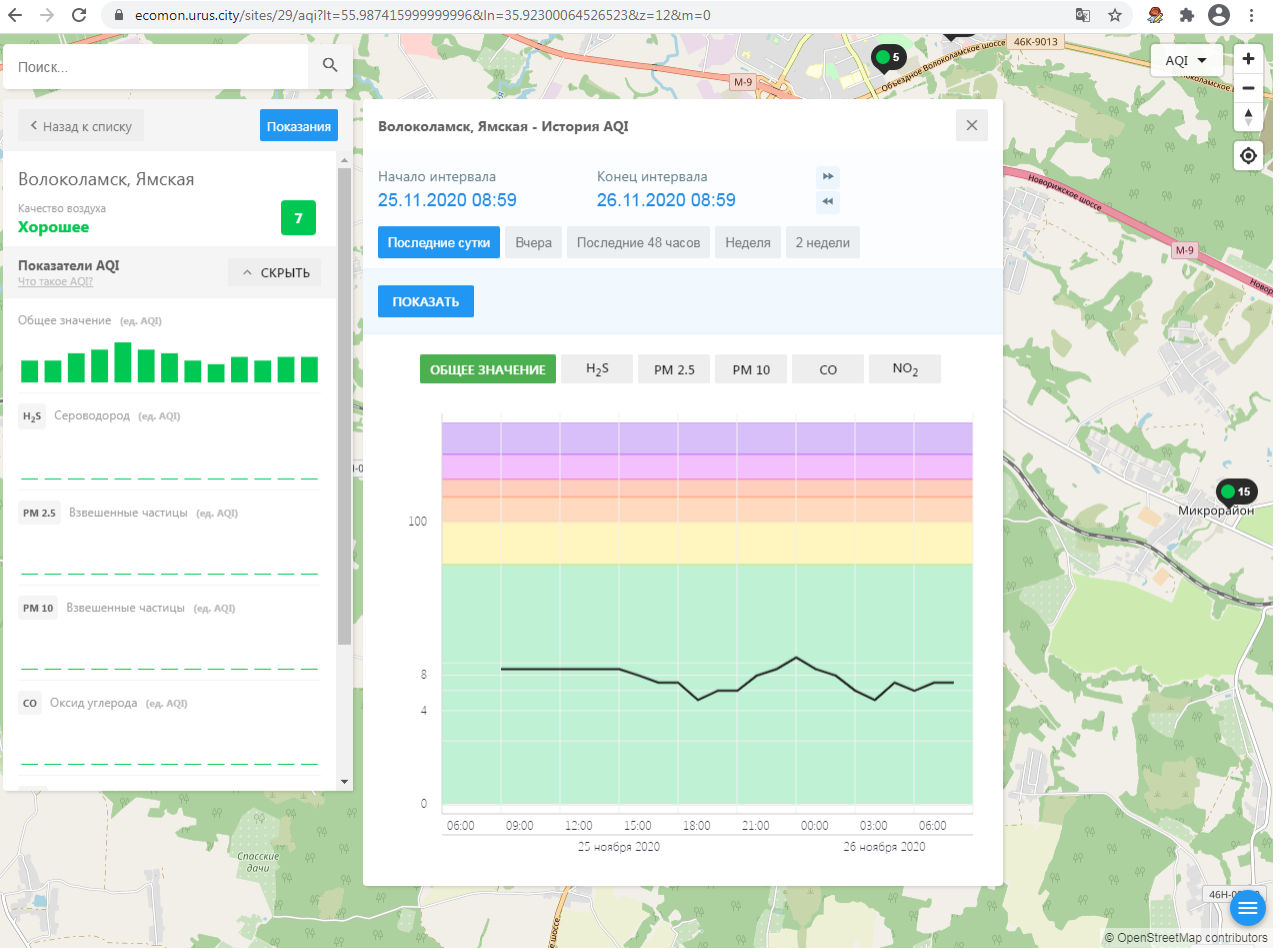 ecomon.urus.city/sites/29/aqi?lt=55.987415999999996&ln=35.92300064526523&z=12&m=0
Поиск...
М-9
5
Объездное Волоколамское шоссе
Волоколамское шоссе
46К-9013
AQI
Назад к списку
Показания
Волоколамск, Ямская
Качество воздуха
Хорошее
7
Показатели AQI
Что такое AQI?
СКРЫТЬ
Общее значение (ед. AQI)
H2S Сероводород (ед. AQI)
PM 2.5 Взвешенные частицы (ед. AQI)
PM 10 Взвешенные частицы (ед. AQI)
CO Оксид углерода (ед. AQI)
Волоколамск, Ямская - История AQI
Начало интервала
25.11.2020 08:59
Конец интервала
26.11.2020 08:59
Последние сутки
Вчера
Последние 48 часов
Неделя
2 недели
ПОКАЗАТЬ
ОБЩЕЕ ЗНАЧЕНИЕ
H2S
PM 2.5
PM 10
CO
NO2
100
8
4
0
06:00 09:00 12:00 15:00 18:00 21:00 00:00 03:00 06:00
25 ноября 2020 26 ноября 2020
Новорижское шоссе
М-9
15
Микрорайон
Спасские
дачи
шоссе
© OpenStreetMap contributors